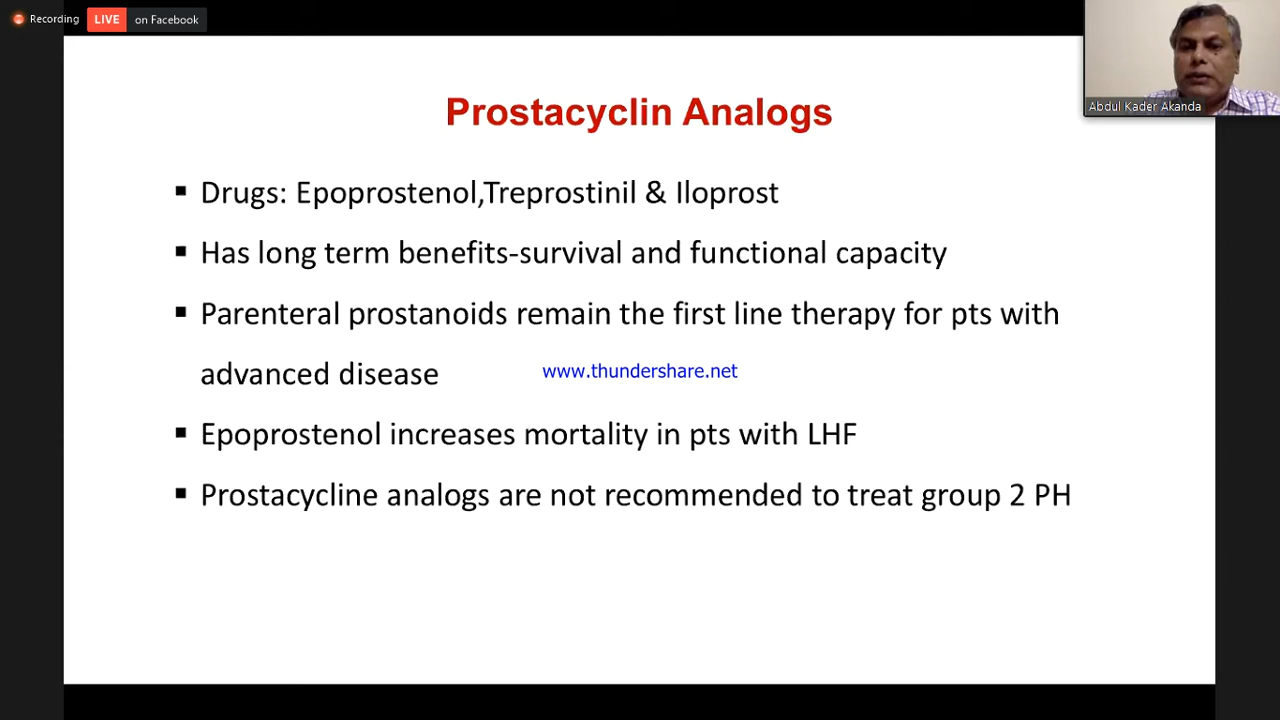 Recording
LIVE on Facebook
Abdul Kader Akanda
Prostacyclin Analogs
▪ Drugs: Epoprostenol,Treprostinil & Iloprost
▪ Has long term benefits-survival and functional capacity
▪ Parenteral prostanoids remain the first line therapy for pts with
advanced disease
www.thundershare.net
▪ Epoprostenol increases mortality in pts with LHF
▪ Prostacycline analogs are not recommended to treat group 2 PH